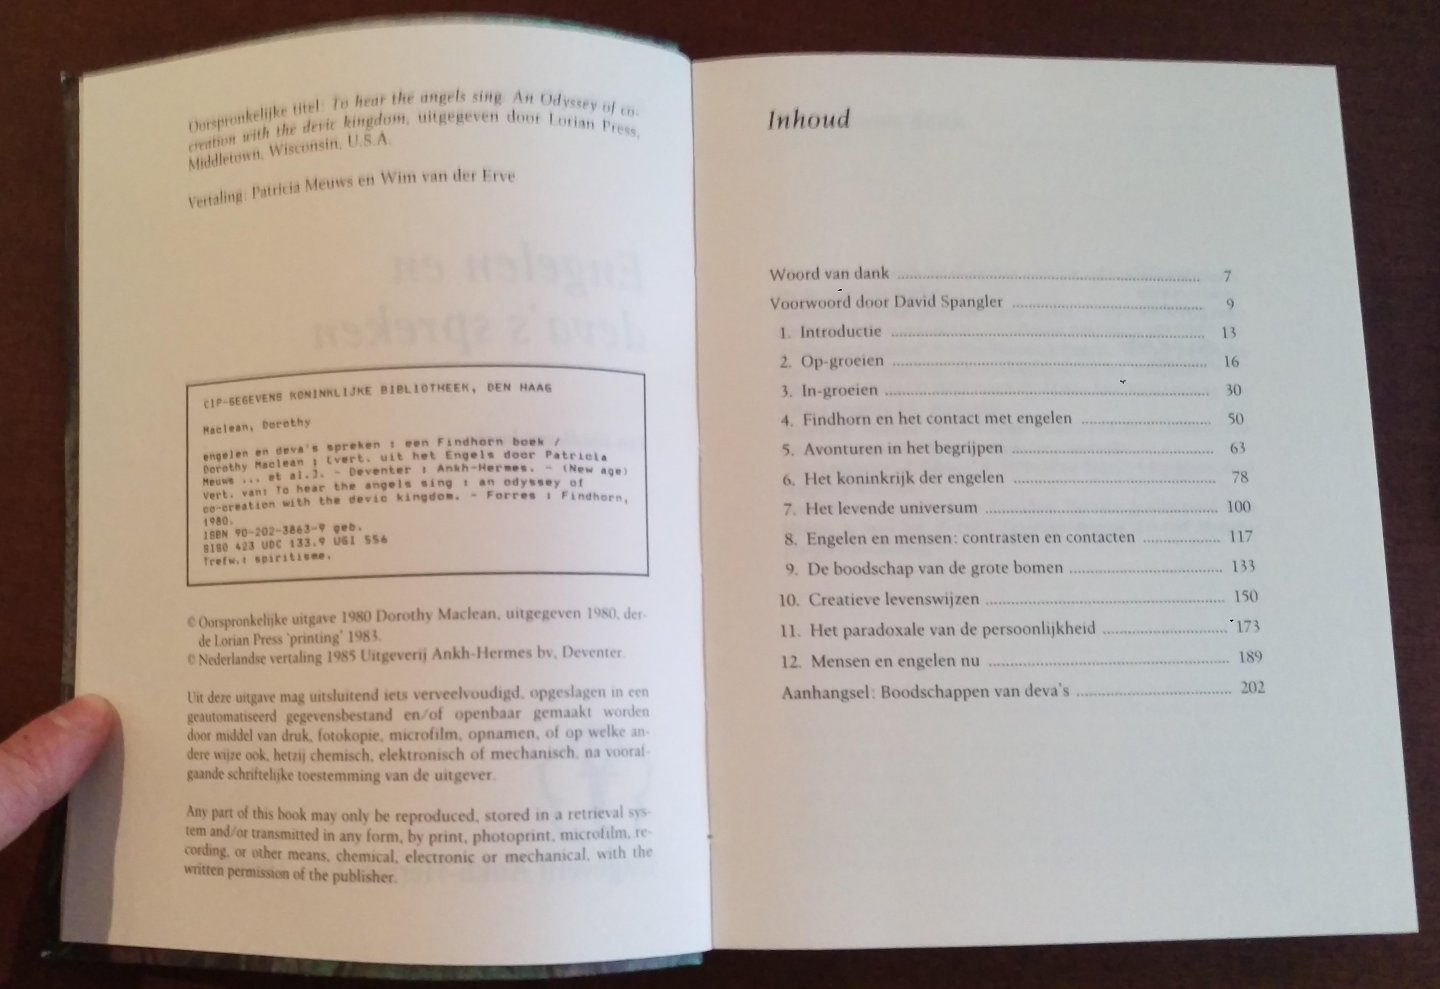 Oorspronkelijke titel: To hear the angels sing. An Odyssey of co-
creation with the devic kingdom, uitgegeven door Lorian Press,
Middletown, Wisconsin, U.S.A.
Vertaling: Patricia Meuws en Wim van der Erve
Engelen en
deva's spreken
CIP-GEGEVENS KONINKLIJKE BIBLIOTHEEK, DEN HAAG
Maclean, Dorothy
engelen en deva's spreken : een Findhorn boek /
Dorothy Maclean ; [vert. uit het Engels door Patricia
Meuws ... et al.]. - Deventer : Ankh-Hermes. - (New age)
Vert. van: To hear the angels sing : an odyssey of
co-creation with the devic kingdom. - Forres : Findhorn,
1980.
ISBN 90-202-3863-9 geb.
SISO 423 UDC 133.9 UGI 556
Trefw.: spiritisme.
© Oorspronkelijke uitgave 1980 Dorothy Maclean, uitgegeven 1980, der-
de Lorian Press 'printing' 1983.
© Nederlandse vertaling 1985 Uitgeverij Ankh-Hermes bv, Deventer.
Uit deze uitgave mag uitsluitend iets verveelvoudigd, opgeslagen in een
geautomatiseerd gegevensbestand en/of openbaar gemaakt worden
door middel van druk, fotokopie, microfilm, opnamen, of op welke an-
dere wijze ook, hetzij chemisch, elektronisch of mechanisch, na vooraf-
gaande schriftelijke toestemming van de uitgever.
Any part of this book may only be reproduced, stored in a retrieval sys-
tem and/or transmitted in any form, by print, photoprint, microfilm, re-
cording, or other means, chemical, electronic or mechanical, with the
written permission of the publisher.
Inhoud
Woord van dank ........ 7
Voorwoord door David Spangler ........ 9
1. Introductie ........ 13
2. Op-groeien ........ 16
3. In-groeien ........ 30
4. Findhorn en het contact met engelen ........ 50
5. Avonturen in het begrijpen ........ 63
6. Het koninkrijk der engelen ........ 78
7. Het levende universum ........ 100
8. Engelen en mensen: contrasten en contacten ........ 117
9. De boodschap van de grote bomen ........ 133
10. Creatieve levenswijzen ........ 150
11. Het paradoxale van de persoonlijkheid ........ 173
12. Mensen en engelen nu ........ 189
Aanhangsel: Boodschappen van deva's ........ 202